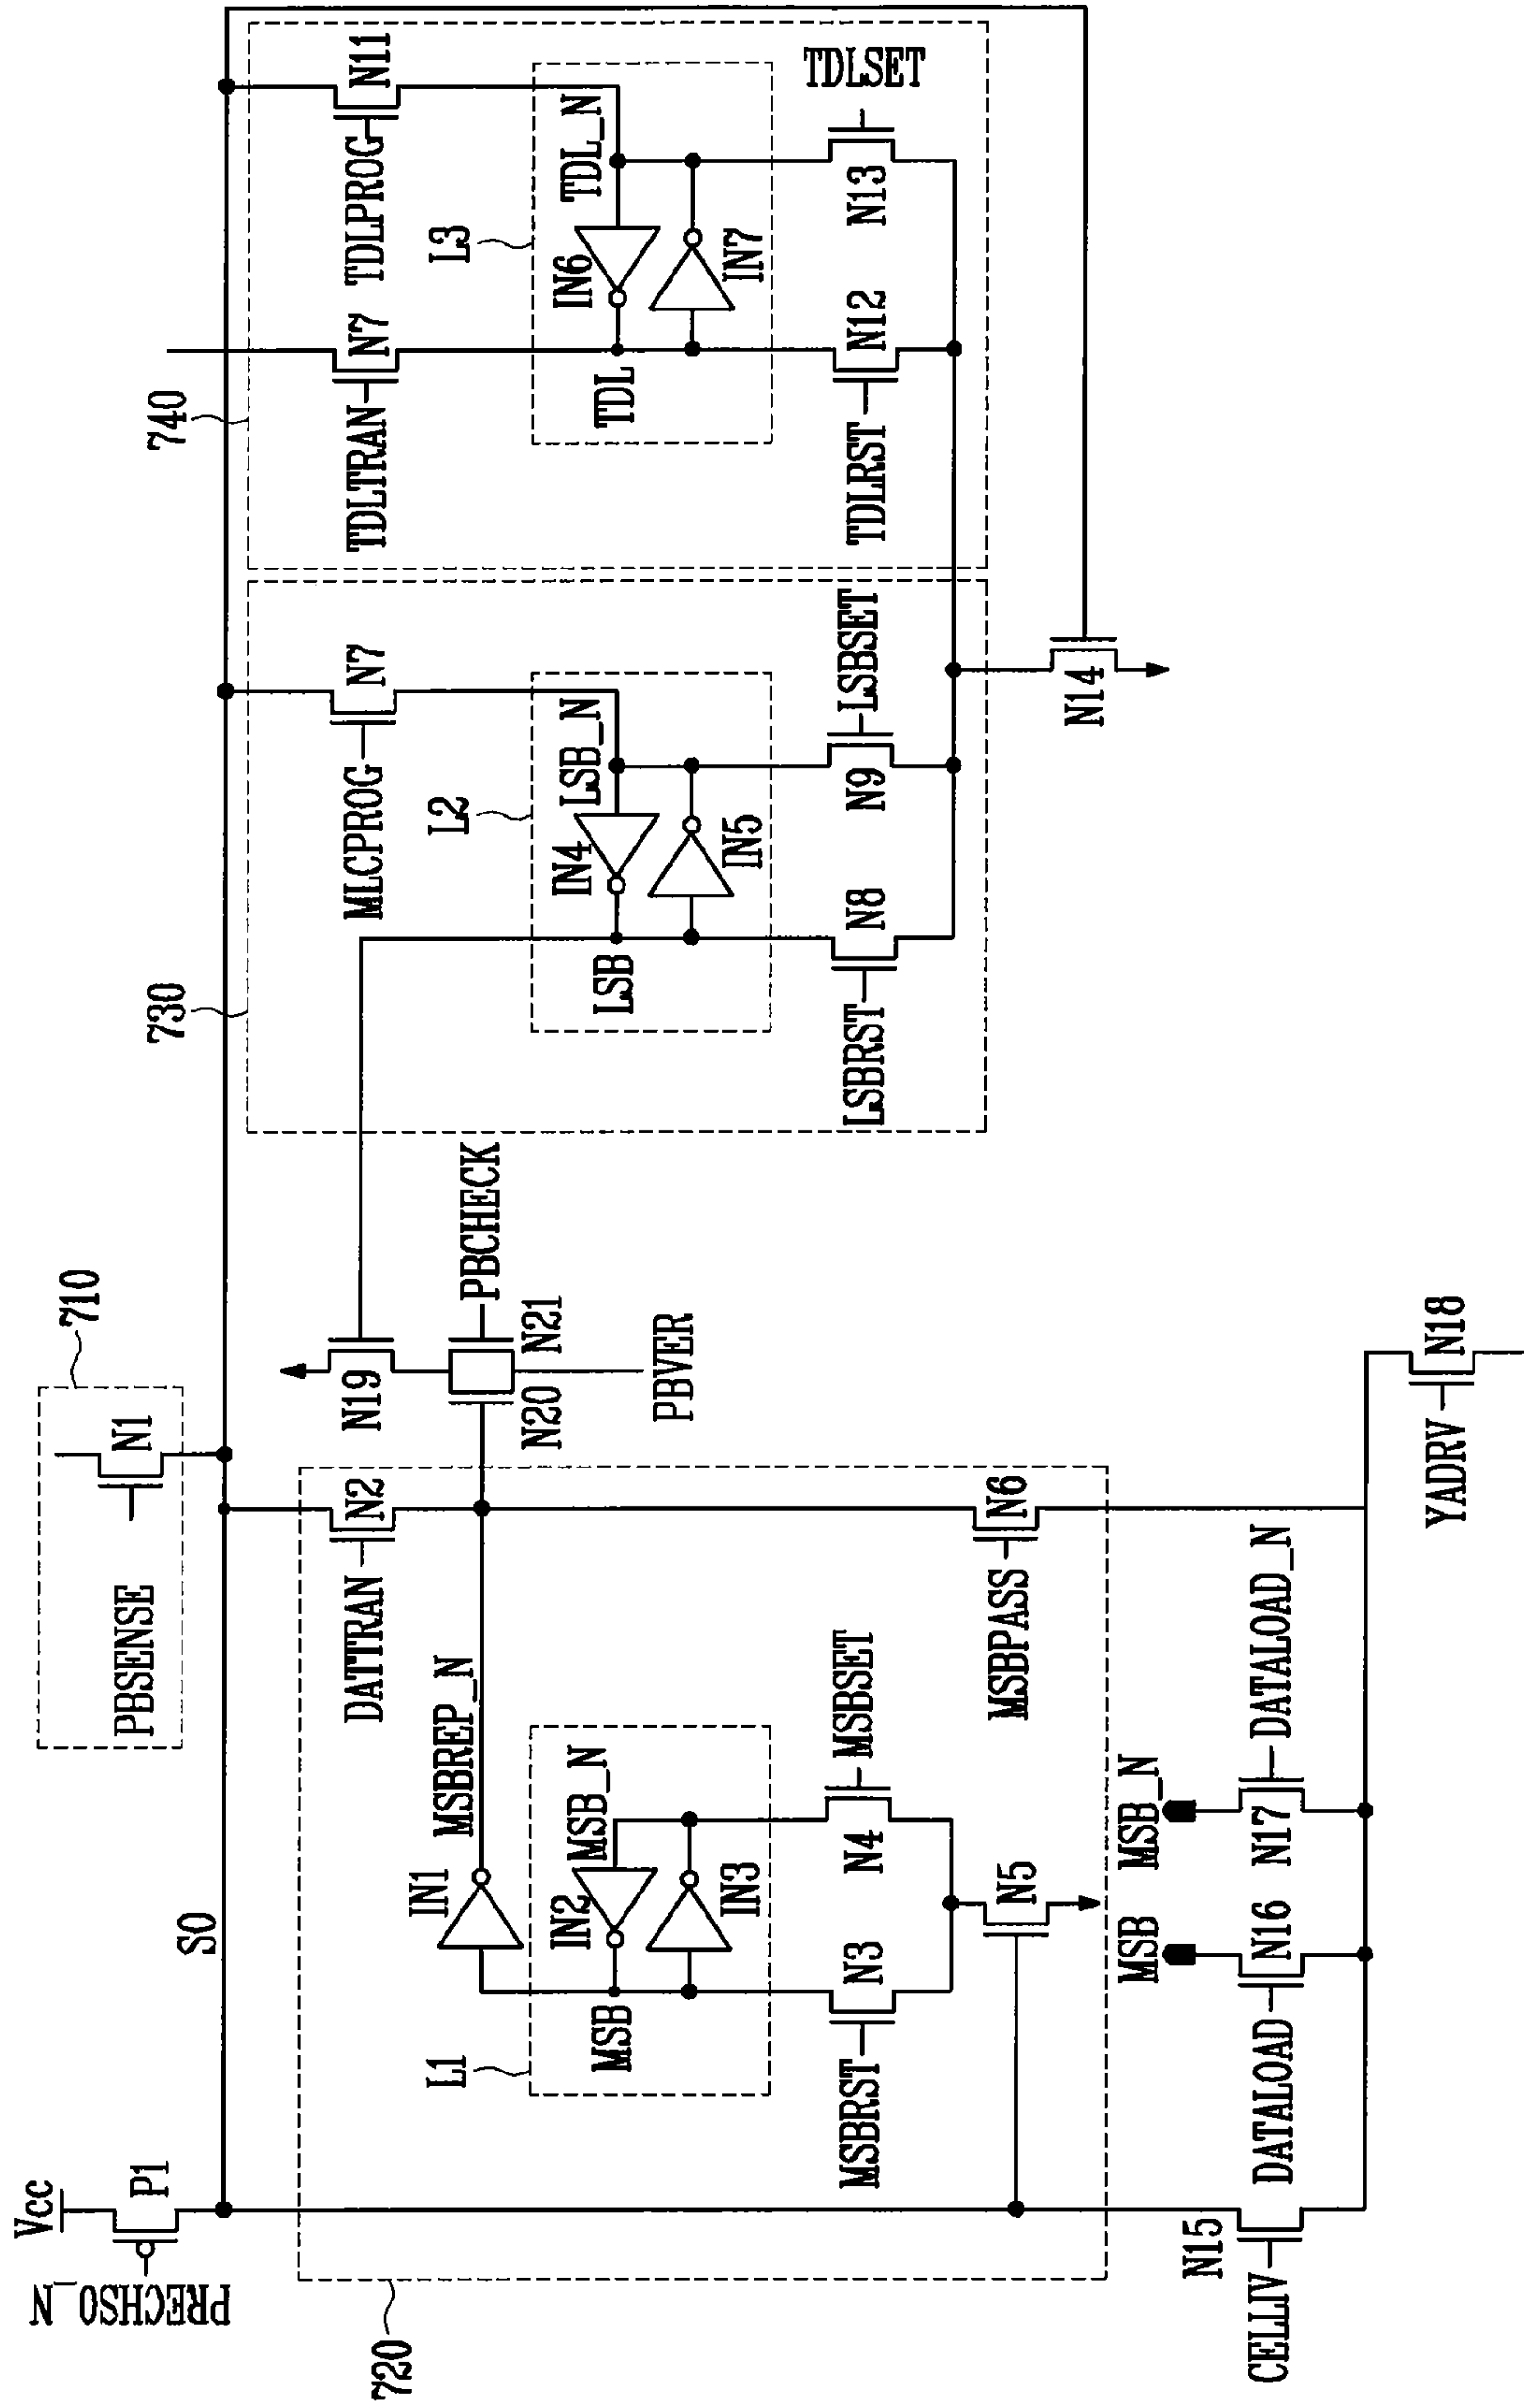 Vcc
PRECHSO_N
P1
SO
710
PBSENSE
N1
720
DATTRAN
N2
MSBREP_N
IN1
L1
MSB
IN2
MSB_N
IN3
MSBRST
N3
N4
MSBSET
N5
MSBPASS
N6
N19
N20
N21
PBCHECK
PBVER
730
MLCPROG
N7
L2
LSB
IN4
LSB_N
IN5
LSBRST
N8
N9
LSBSET
740
TDLTRAN
N7
TDLPROG
N11
L3
TDL
IN6
TDL_N
IN7
TDLRST
N12
N13
TDLSET
N14
CELLIV
N15
DATALOAD
MSB
N16
MSB_N
N17
DATALOAD_N
YADRV
N18